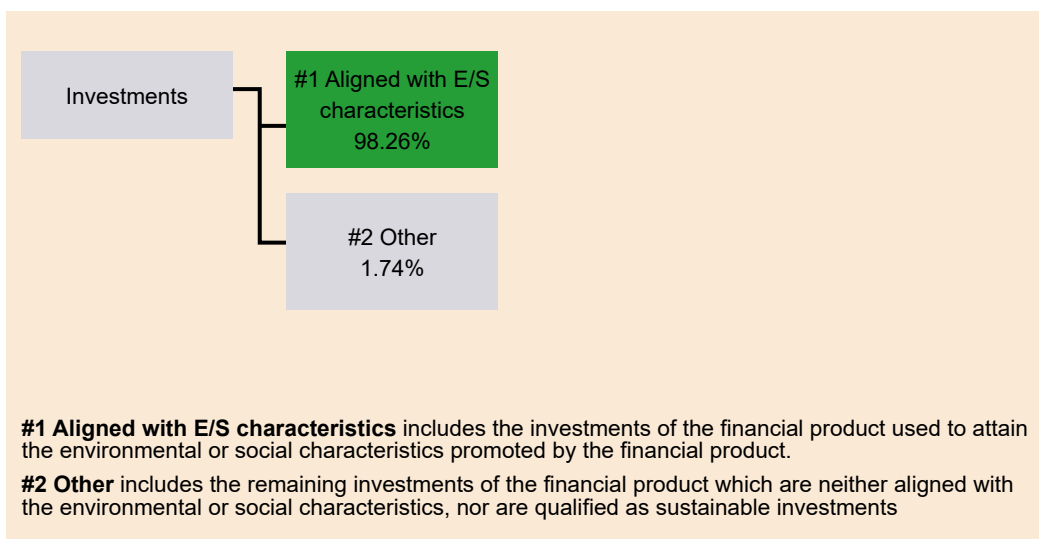 Investments
#1 Aligned with E/S
characteristics
98.26%
#2 Other
1.74%
#1 Aligned with E/S characteristics includes the investments of the financial product used to attain
the environmental or social characteristics promoted by the financial product.
#2 Other includes the remaining investments of the financial product which are neither aligned with
the environmental or social characteristics, nor are qualified as sustainable investments